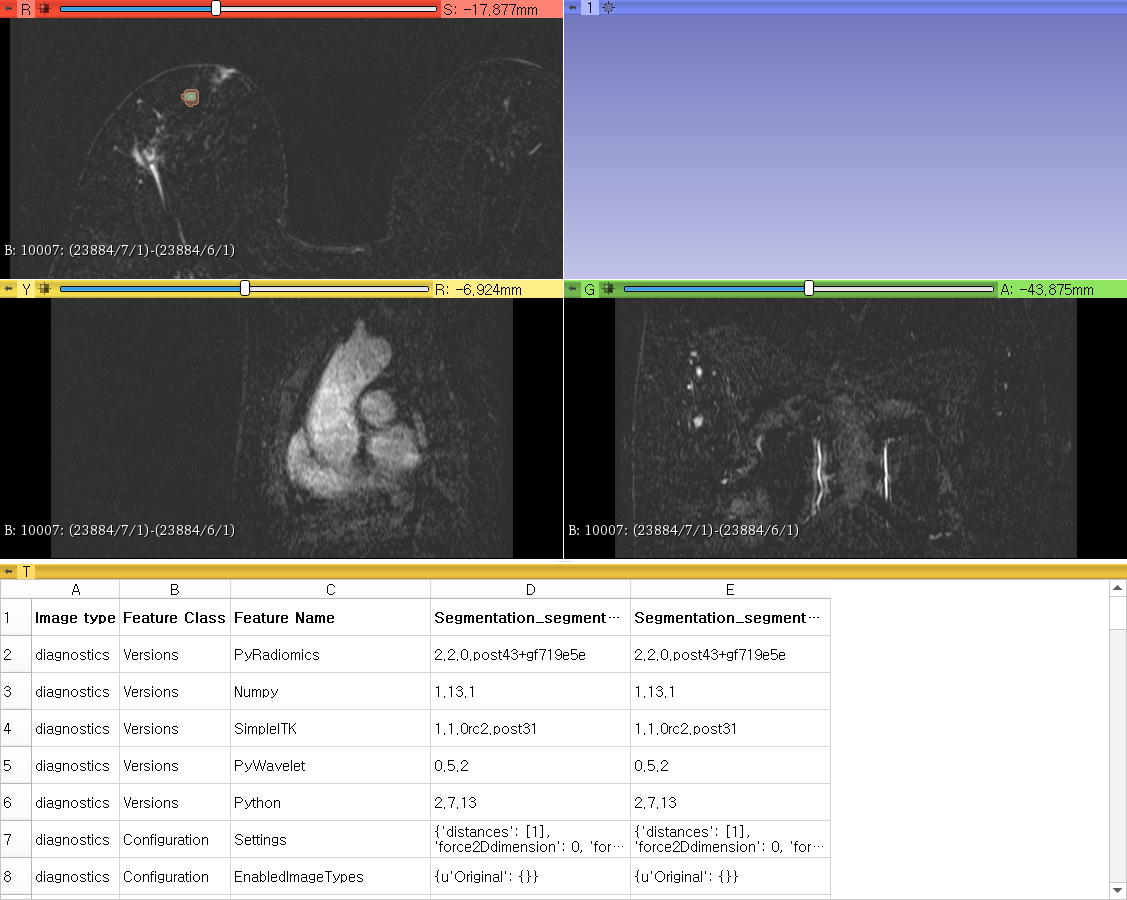 R S: -17,877mm
1
B: 10007: (23884/7/1)-(23884/6/1)
Y R: -6,924mm
G A: -43,875mm
B: 10007: (23884/7/1)-(23884/6/1)
B: 10007: (23884/7/1)-(23884/6/1)
T
A B C D E
1 Image type Feature Class Feature Name Segmentation_segment… Segmentation_segment…
2 diagnostics Versions PyRadiomics 2,2,0,post43+gf719e5e 2,2,0,post43+gf719e5e
3 diagnostics Versions Numpy 1,13,1 1,13,1
4 diagnostics Versions SimpleITK 1,1,0rc2,post31 1,1,0rc2,post31
5 diagnostics Versions PyWavelet 0,5,2 0,5,2
6 diagnostics Versions Python 2,7,13 2,7,13
7 diagnostics Configuration Settings {'distances': [1], 'force2Ddimension': 0, 'for… {'distances': [1], 'force2Ddimension': 0, 'for…
8 diagnostics Configuration EnabledImageTypes {u'Original': {}} {u'Original': {}}